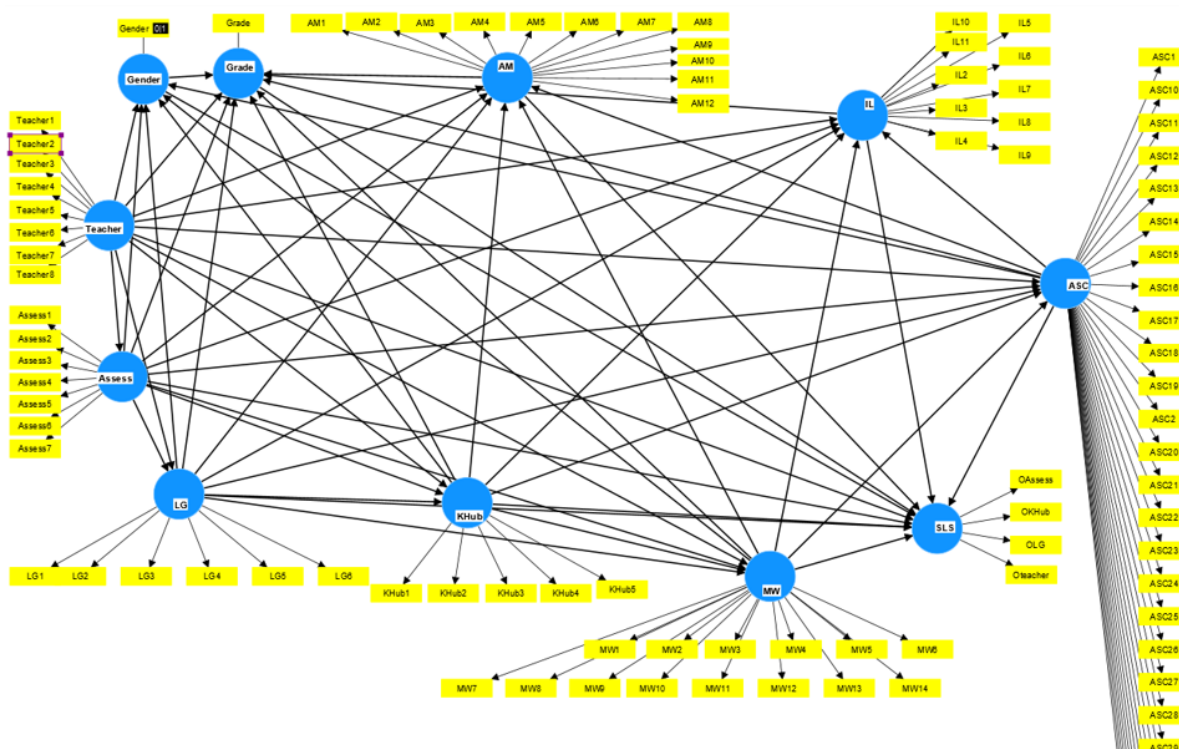 Gender 0|1
Grade
AM1
AM2
AM3
AM4
AM5
AM6
AM7
AM8
AM9
AM10
AM11
AM12
IL10
IL5
IL11
IL6
IL2
IL7
IL3
IL8
IL4
IL9
Gender
Grade
AM
IL
Teacher1
Teacher2
Teacher3
Teacher4
Teacher5
Teacher6
Teacher7
Teacher8
Teacher
Assess1
Assess2
Assess3
Assess4
Assess5
Assess6
Assess7
Assess
LG
LG1
LG2
LG3
LG4
LG5
LG6
KHub
KHub1
KHub2
KHub3
KHub4
KHub5
MW
MW1
MW2
MW3
MW4
MW5
MW6
MW7
MW8
MW9
MW10
MW11
MW12
MW13
MW14
SLS
OAssess
OKHub
OLG
Oteacher
ASC
ASC1
ASC10
ASC11
ASC12
ASC13
ASC14
ASC15
ASC16
ASC17
ASC18
ASC19
ASC2
ASC20
ASC21
ASC22
ASC23
ASC24
ASC25
ASC26
ASC27
ASC28
ASC29